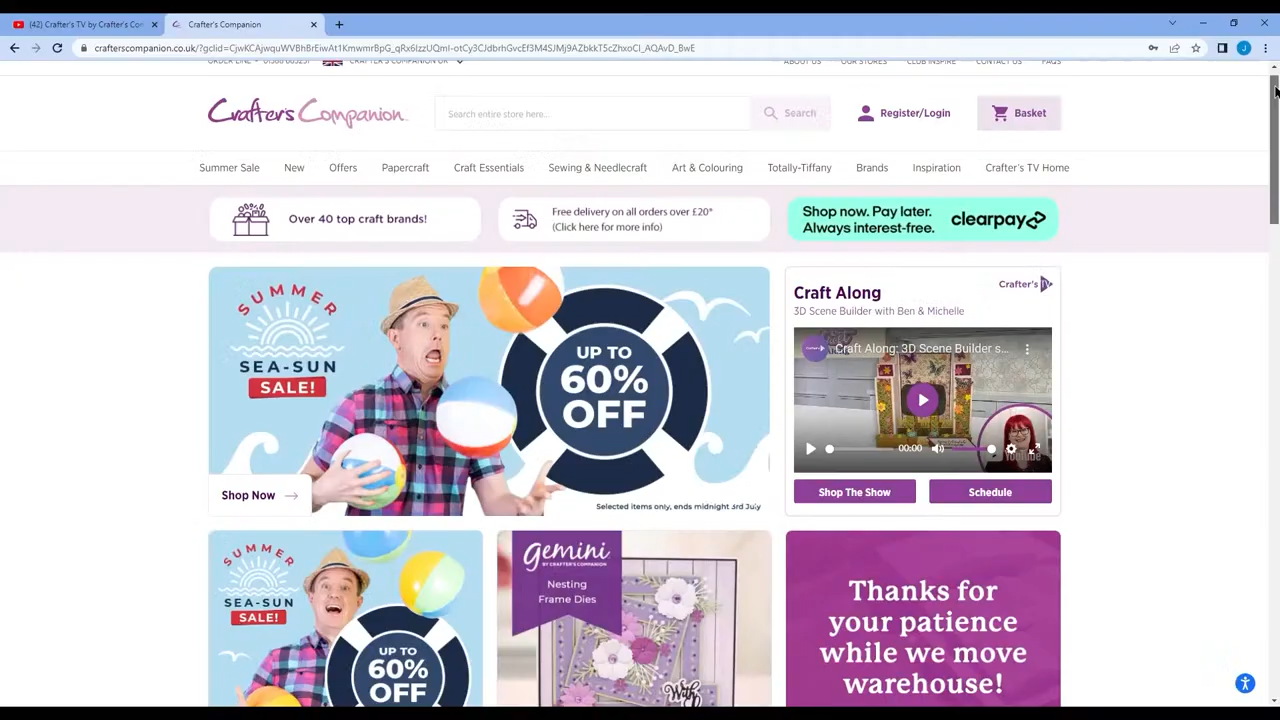 (42) Crafter's TV by Crafter's Co
Crafter's Companion
crafterscompanion.co.uk/?gclid=CjwKCAjwquWVBhBrEiwAt1KmwmrBpG_qRx6IzzUQmI-otCy3CJdbrhGvcEf3M4SJMj9AZbkkT5cZhxoCl_AQAvD_BwE
CRAFTER'S COMPANION UK
ABOUT US
OUR STORES
CLUB INSPIRE
CONTACT US
FAQS
Crafter's Companion
Search entire store here...
Search
Register/Login
Basket
Summer Sale
New
Offers
Papercraft
Craft Essentials
Sewing & Needlecraft
Art & Colouring
Totally-Tiffany
Brands
Inspiration
Crafter's TV Home
Over 40 top craft brands!
Free delivery on all orders over £20*
(Click here for more info)
Shop now. Pay later.
Always interest-free.
clearpay
SUMMER
SEA-SUN
SALE!
UP TO
60%
OFF
Shop Now
Selected items only, ends midnight 3rd July
Crafter's TV
Craft Along
3D Scene Builder with Ben & Michelle
Craft Along: 3D Scene Builder s...
00:00
YouTube
Shop The Show
Schedule
SUMMER
SEA-SUN
SALE!
UP TO
60%
OFF
gemini
BY CRAFTER'S COMPANION
Nesting
Frame Dies
With
Thanks for
your patience
while we move
warehouse!